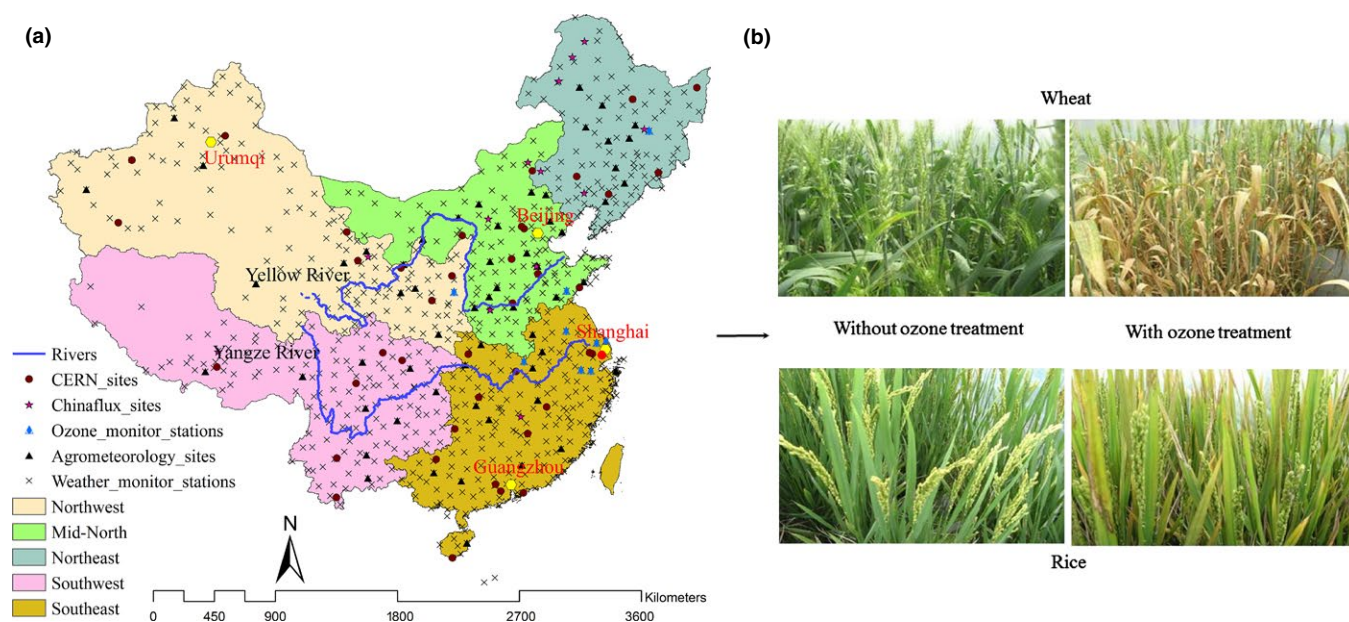 (a)
Urumqi
Beijing
Yellow River
Shanghai
Yangze River
Guangzhou
Rivers
CERN_sites
Chinaflux_sites
Ozone_monitor_stations
Agrometeorology_sites
Weather_monitor_stations
Northwest
Mid-North
Northeast
Southwest
Southeast
N
Kilometers
0 450 900 1800 2700 3600
(b)
Wheat
Without ozone treatment With ozone treatment
Rice